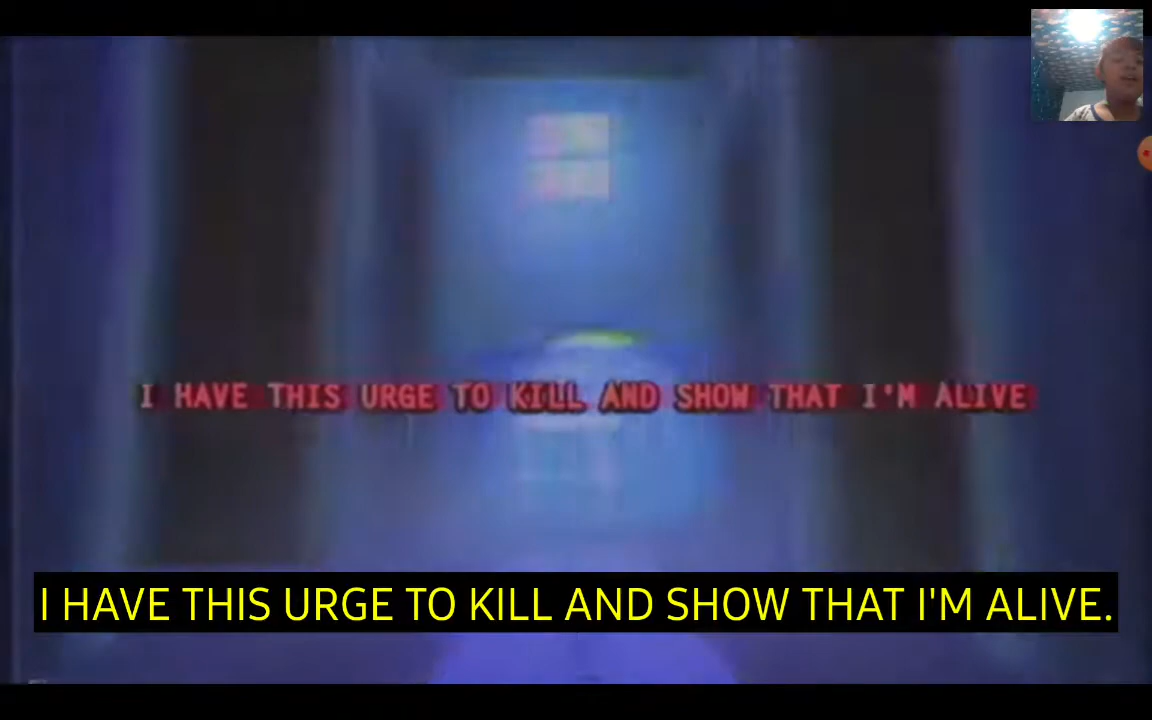 I HAVE THIS URGE TO KILL AND SHOW THAT I'M ALIVE
I HAVE THIS URGE TO KILL AND SHOW THAT I'M ALIVE.